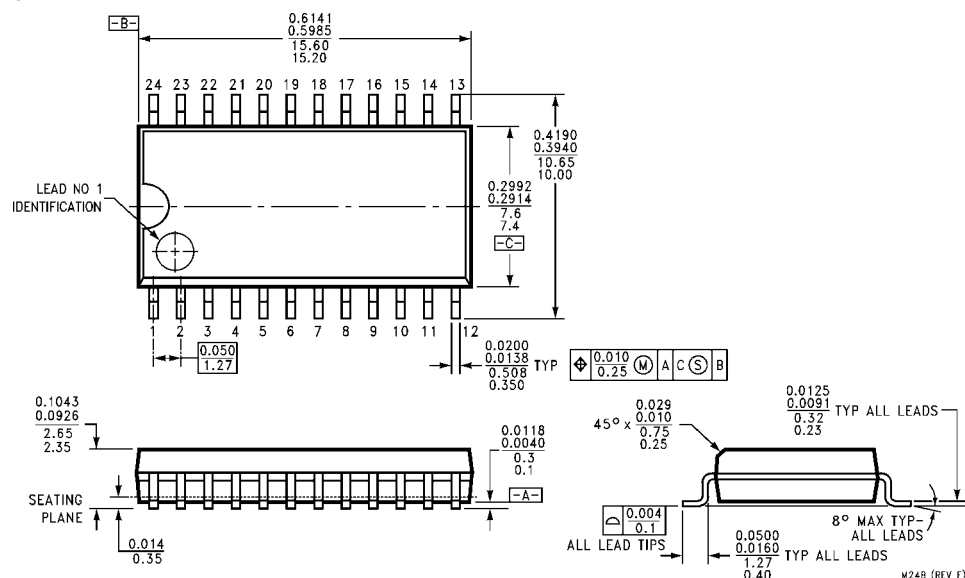 -B-
0.6141
0.5985
15.60
15.20
24 23 22 21 20 19 18 17 16 15 14 13
LEAD NO 1
IDENTIFICATION
0.2992
0.2914
7.6
7.4
-C-
0.4190
0.3940
10.65
10.00
1 2 3 4 5 6 7 8 9 10 11 12
0.050
1.27
0.0200
0.0138
0.508
0.350
TYP
0.010
0.25
M A C S B
0.1043
0.0926
2.65
2.35
SEATING
PLANE
0.014
0.35
0.0118
0.0040
0.3
0.1
-A-
45° x
0.029
0.010
0.75
0.25
0.0125
0.0091
0.32
0.23
TYP ALL LEADS
0.004
0.1
ALL LEAD TIPS
0.0500
0.0160
1.27
0.40
TYP ALL LEADS
8° MAX TYP-
ALL LEADS
M24B (REV F)